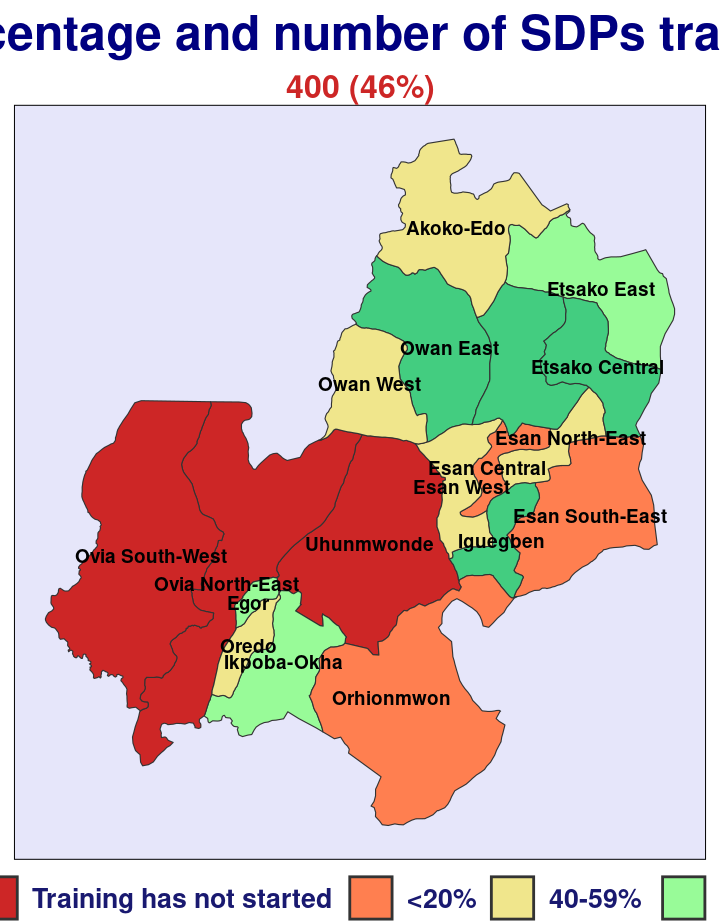 centage and number of SDPs tra
400 (46%)
Akoko-Edo
Etsako East
Owan East
Etsako Central
Owan West
Esan North-East
Esan Central
Esan West
Esan South-East
Iguegben
Uhunmwonde
Ovia South-West
Ovia North-East
Egor
Oredo
Ikpoba-Okha
Orhionmwon
Training has not started <20% 40-59%